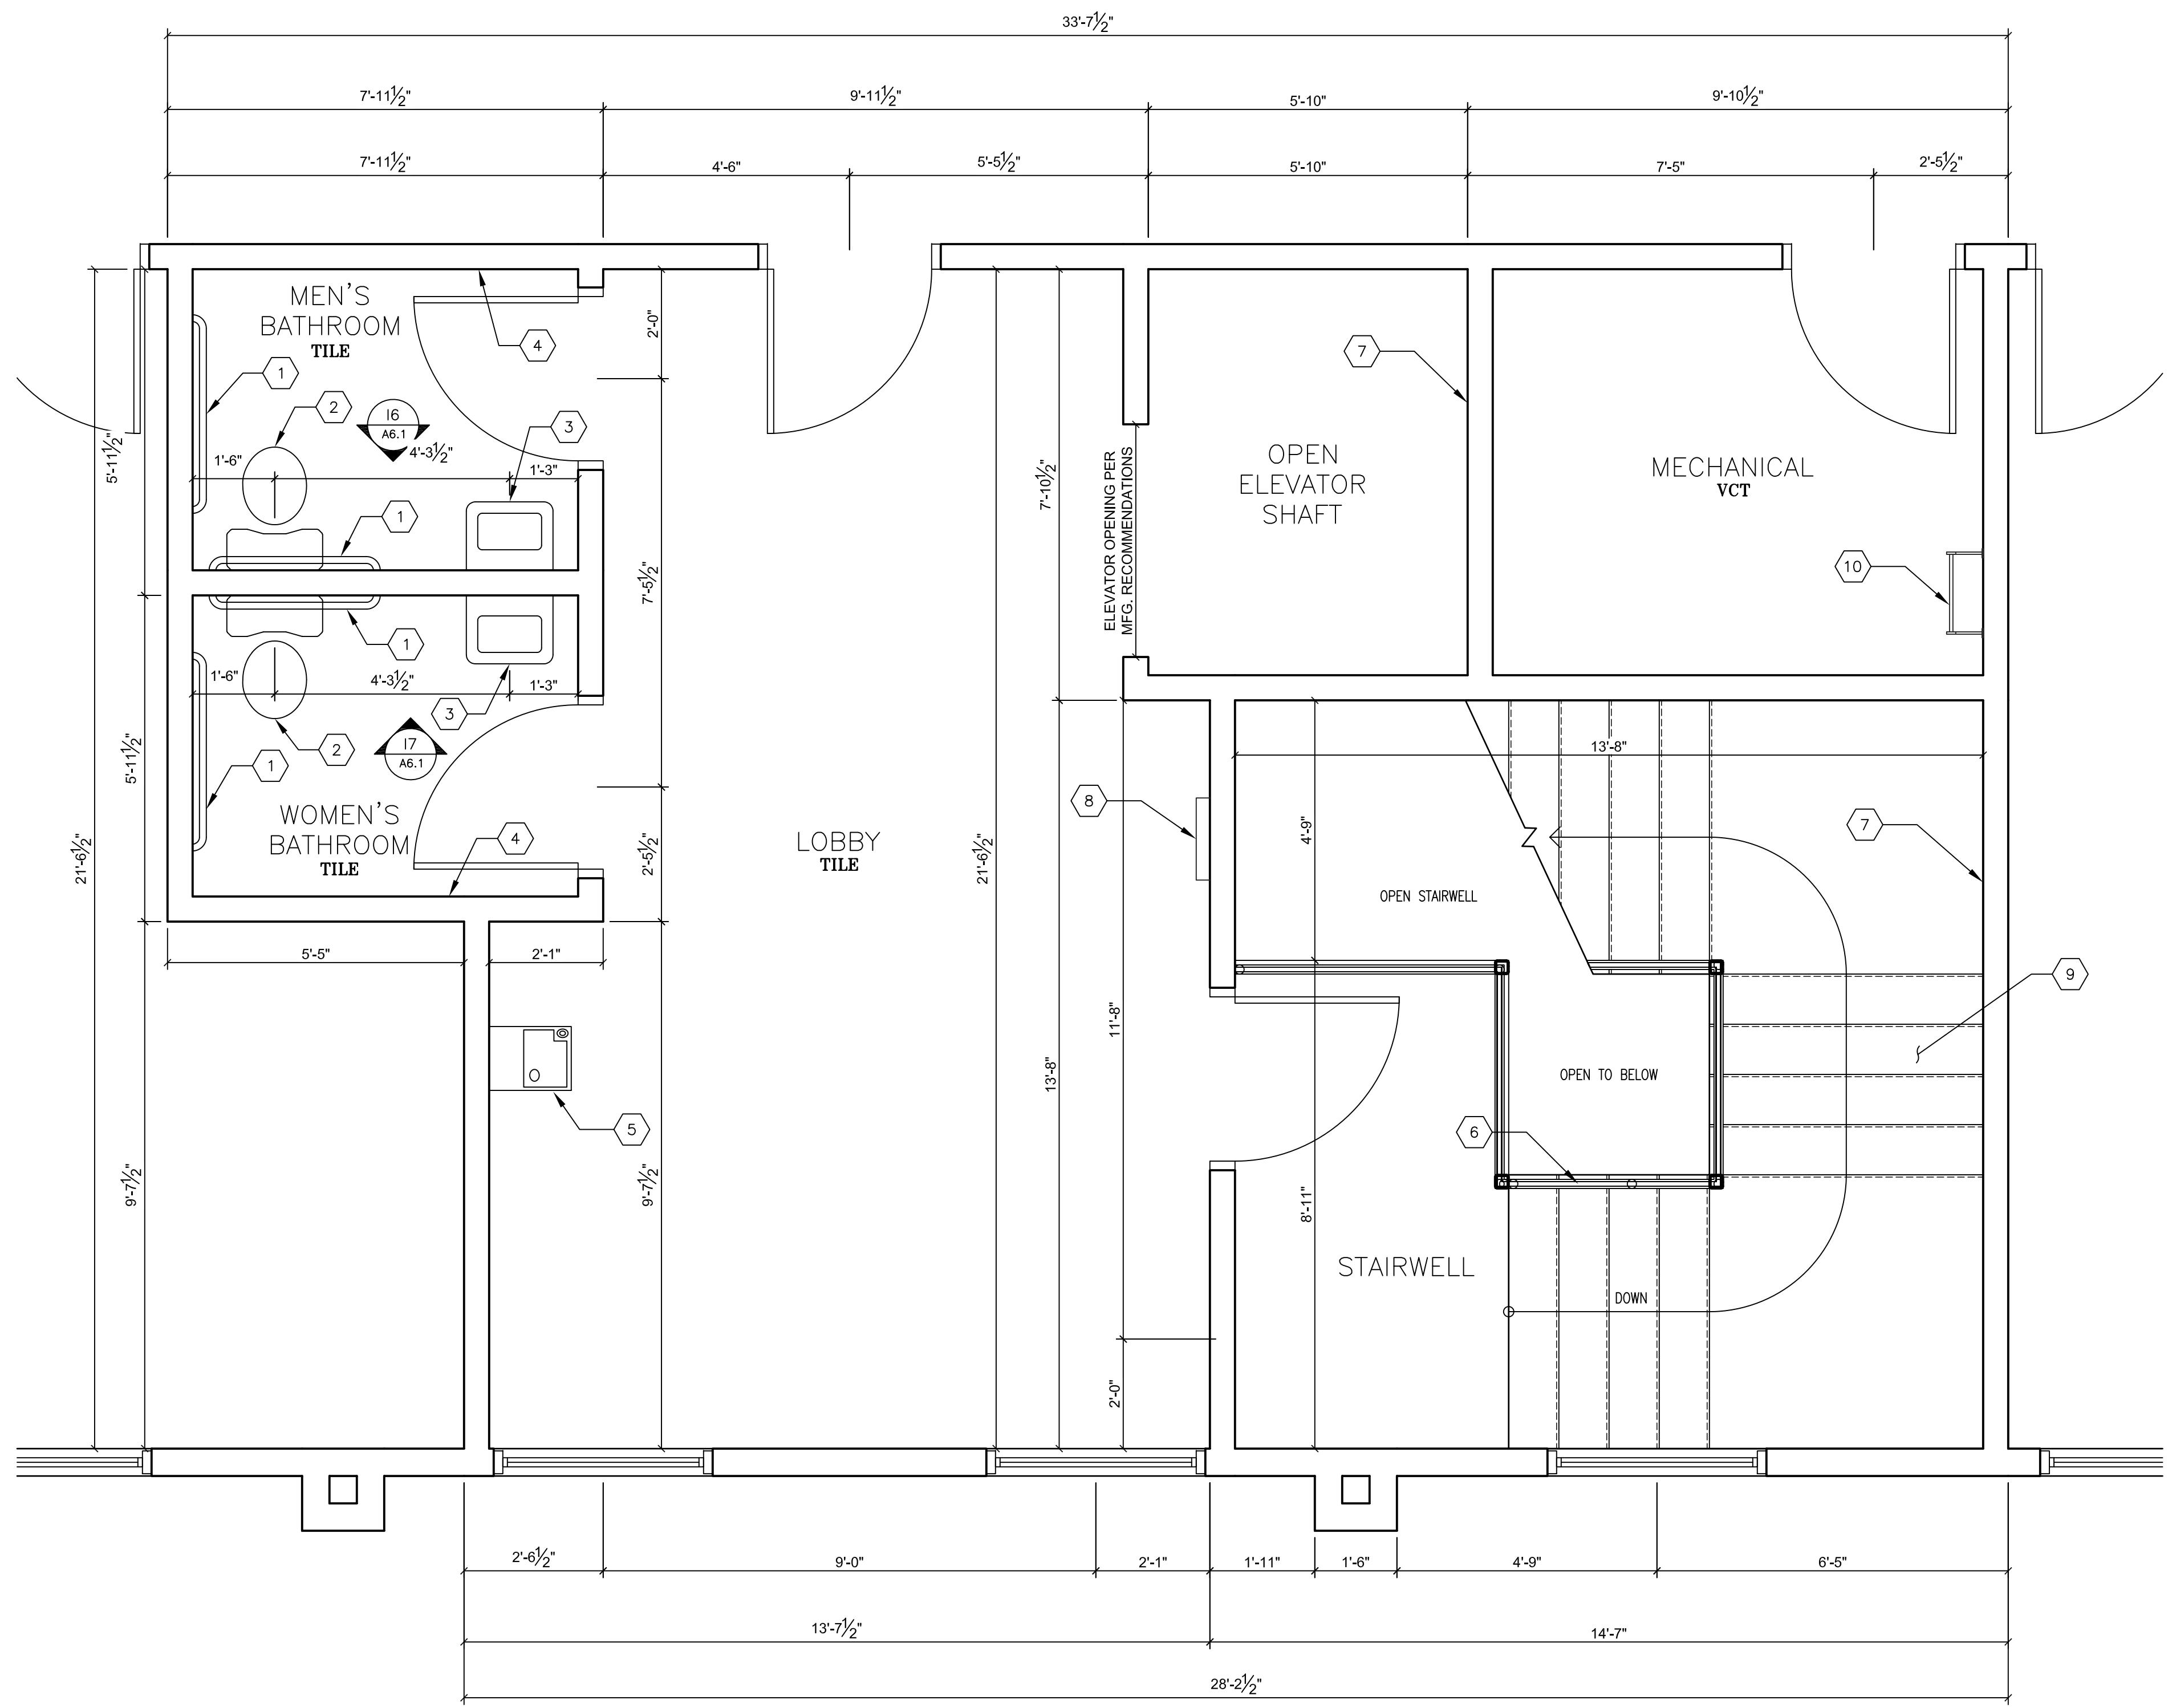 33'-7½"
7'-11½"
9'-11½"
5'-10"
9'-10½"
7'-11½"
4'-6"
5'-5½"
5'-10"
7'-5"
2'-5½"
MEN'S
BATHROOM
TILE
4
2'-0"
1
2
I6
A6.1
3
5'-11½"
1'-6"
4'-3½"
1'-3"
1
7'-5½"
7'-10½"
ELEVATOR OPENING PER
MFG. RECOMMENDATIONS
7
OPEN
ELEVATOR
SHAFT
MECHANICAL
VCT
10
1
1'-6"
4'-3½"
1'-3"
3
2
I7
A6.1
1
5'-11½"
WOMEN'S
BATHROOM
TILE
4
21'-6½"
2'-5½"
LOBBY
TILE
21'-6½"
8
13'-8"
4'-9"
7
OPEN STAIRWELL
5'-5"
2'-1"
9
11'-8"
13'-8"
OPEN TO BELOW
5
6
9'-7½"
9'-7½"
8'-11"
STAIRWELL
DOWN
2'-0"
2'-6½"
9'-0"
2'-1"
1'-11"
1'-6"
4'-9"
6'-5"
13'-7½"
14'-7"
28'-2½"